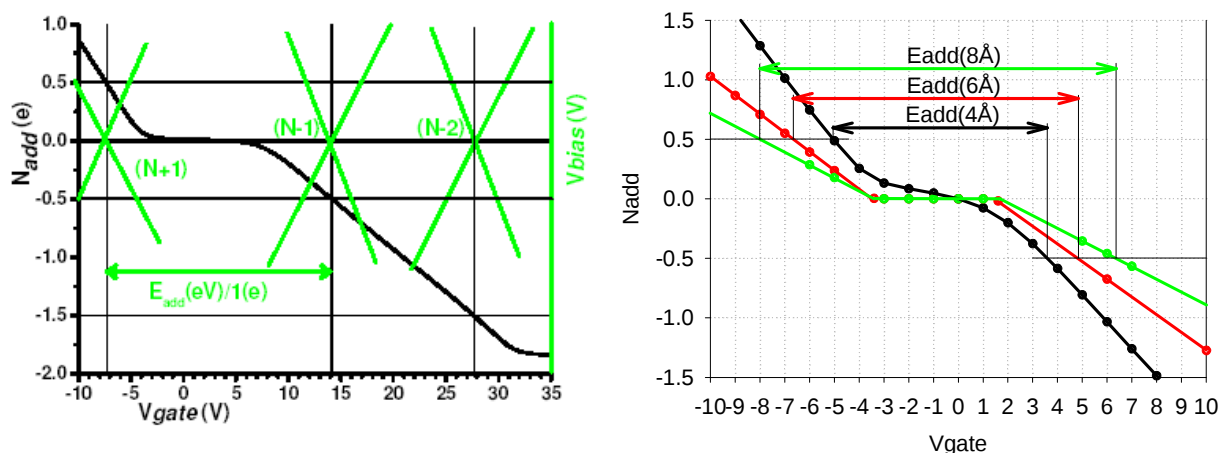 1.0
0.5
0.0
-0.5
-1.0
-1.5
-2.0
N_add (e)
(N+1)
(N-1)
(N-2)
E_add(eV)/1(e)
-10 -5 0 5 10 15 20 25 30 35
Vgate (V)
Vbias (V)
1.5
1.0
0.5
0.0
-0.5
-1.0
-1.5
Nadd
Eadd(8Å)
Eadd(6Å)
Eadd(4Å)
-10 -9 -8 -7 -6 -5 -4 -3 -2 -1 0 1 2 3 4 5 6 7 8 9 10
Vgate